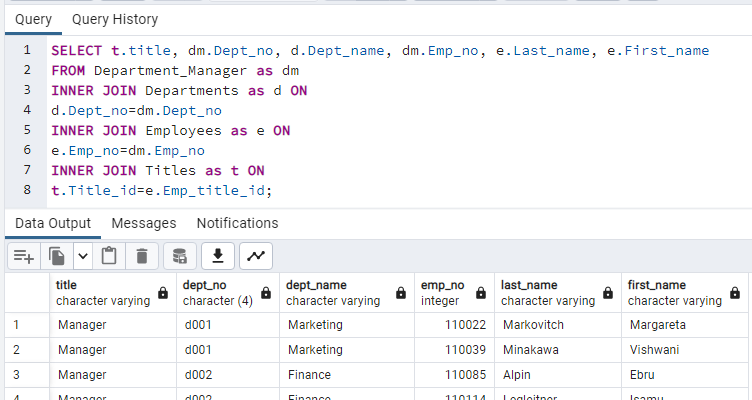 Query Query History
1 SELECT t.title, dm.Dept_no, d.Dept_name, dm.Emp_no, e.Last_name, e.First_name
2 FROM Department_Manager as dm
3 INNER JOIN Departments as d ON
4 d.Dept_no=dm.Dept_no
5 INNER JOIN Employees as e ON
6 e.Emp_no=dm.Emp_no
7 INNER JOIN Titles as t ON
8 t.Title_id=e.Emp_title_id;
Data Output Messages Notifications
title dept_no dept_name emp_no last_name first_name
character varying character (4) character varying integer character varying character varying
1 Manager d001 Marketing 110022 Markovitch Margareta
2 Manager d001 Marketing 110039 Minakawa Vishwani
3 Manager d002 Finance 110085 Alpin Ebru
4 Manager d002 Finance 110114 Legleitner Isamu